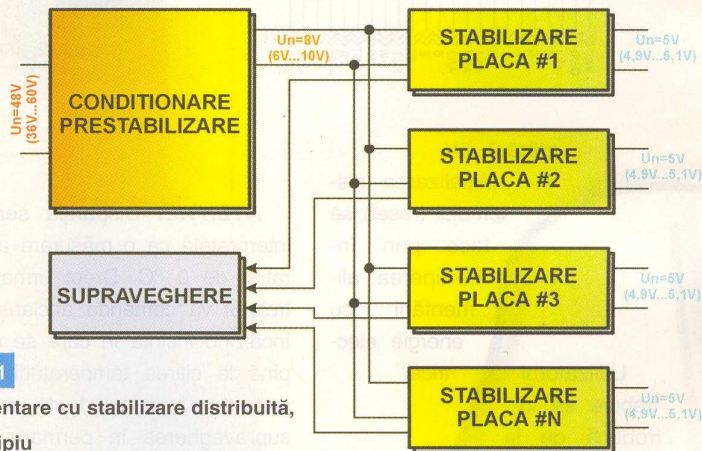 Un=48V
(36V...60V)
CONDITIONARE
PRESTABILIZARE
Un=8V
(6V...10V)
STABILIZARE
PLACA #1
Un=5V
(4,9V...5,1V)
STABILIZARE
PLACA #2
Un=5V
(4,9V...5,1V)
SUPRAVEGHERE
STABILIZARE
PLACA #3
Un=5V
(4,9V...5,1V)
STABILIZARE
PLACA #N
Un=5V
(4,9V...5,1V)
1
entare cu stabilizare distribuită,
ipiu